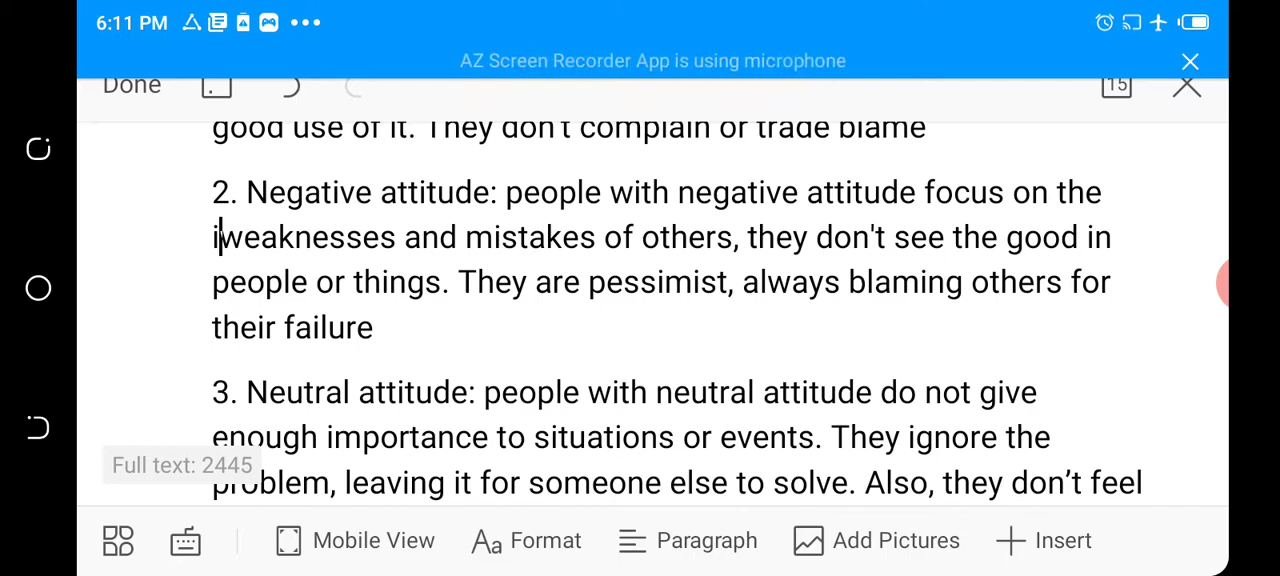 6:11 PM
AZ Screen Recorder App is using microphone
Done
15
good use of it. They don't complain or trade blame
2. Negative attitude: people with negative attitude focus on the
iweaknesses and mistakes of others, they don't see the good in
people or things. They are pessimist, always blaming others for
their failure
3. Neutral attitude: people with neutral attitude do not give
enough importance to situations or events. They ignore the
Full text: 2445
problem, leaving it for someone else to solve. Also, they don’t feel
Mobile View Format Paragraph Add Pictures Insert